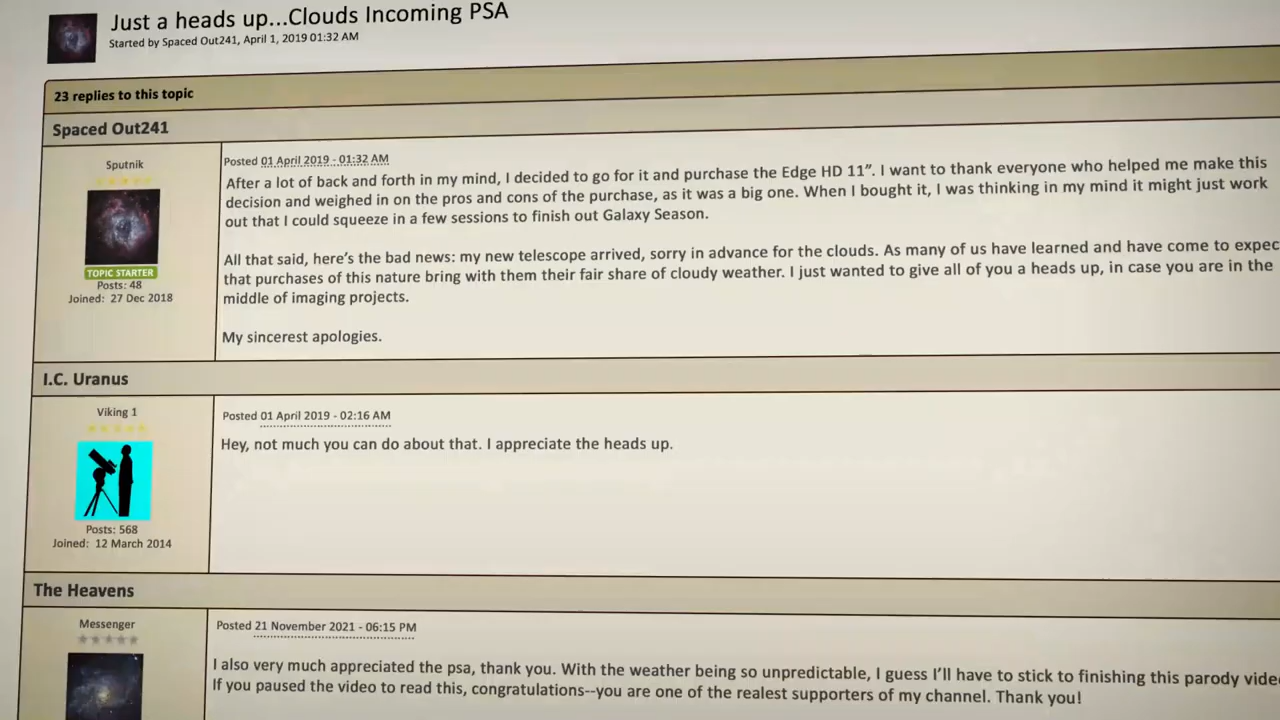 Just a heads up...Clouds Incoming PSA
Started by Spaced Out241, April 1, 2019 01:32 AM
23 replies to this topic
Spaced Out241
Sputnik
TOPIC STARTER
Posts: 48
Joined: 27 Dec 2018
Posted 01 April 2019 - 01:32 AM
After a lot of back and forth in my mind, I decided to go for it and purchase the Edge HD 11”. I want to thank everyone who helped me make this
decision and weighed in on the pros and cons of the purchase, as it was a big one. When I bought it, I was thinking in my mind it might just work
out that I could squeeze in a few sessions to finish out Galaxy Season.
All that said, here’s the bad news: my new telescope arrived, sorry in advance for the clouds. As many of us have learned and have come to expec
that purchases of this nature bring with them their fair share of cloudy weather. I just wanted to give all of you a heads up, in case you are in the
middle of imaging projects.
My sincerest apologies.
I.C. Uranus
Viking 1
Posts: 568
Joined: 12 March 2014
Posted 01 April 2019 - 02:16 AM
Hey, not much you can do about that. I appreciate the heads up.
The Heavens
Messenger
Posted 21 November 2021 - 06:15 PM
I also very much appreciated the psa, thank you. With the weather being so unpredictable, I guess I’ll have to stick to finishing this parody vide
If you paused the video to read this, congratulations--you are one of the realest supporters of my channel. Thank you!